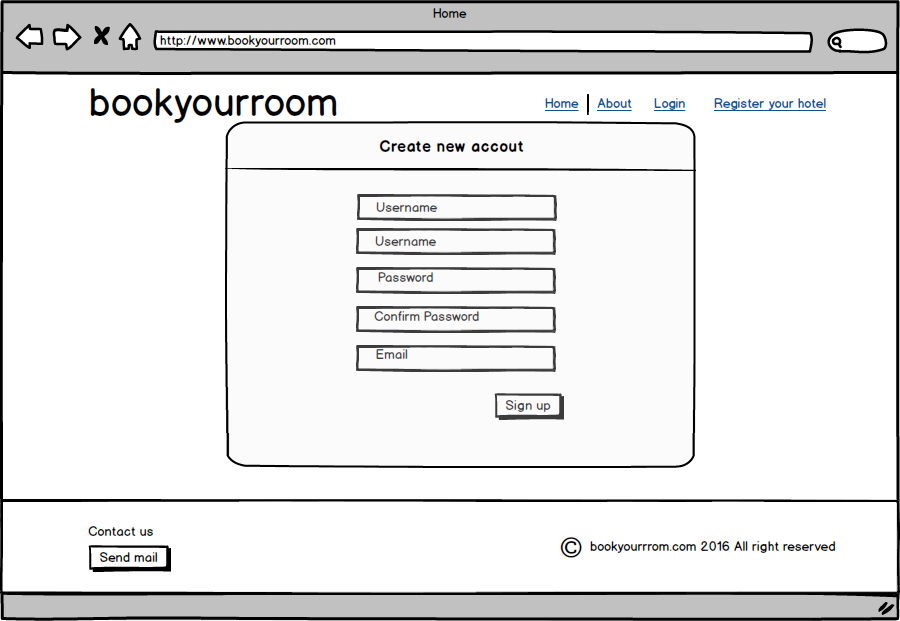 Home
http://www.bookyourroom.com
bookyourroom
Home About Login Register your hotel
Create new accout
Username
Username
Password
Confirm Password
Email
Sign up
Contact us
Send mail
© bookyourrrom.com 2016 All right reserved